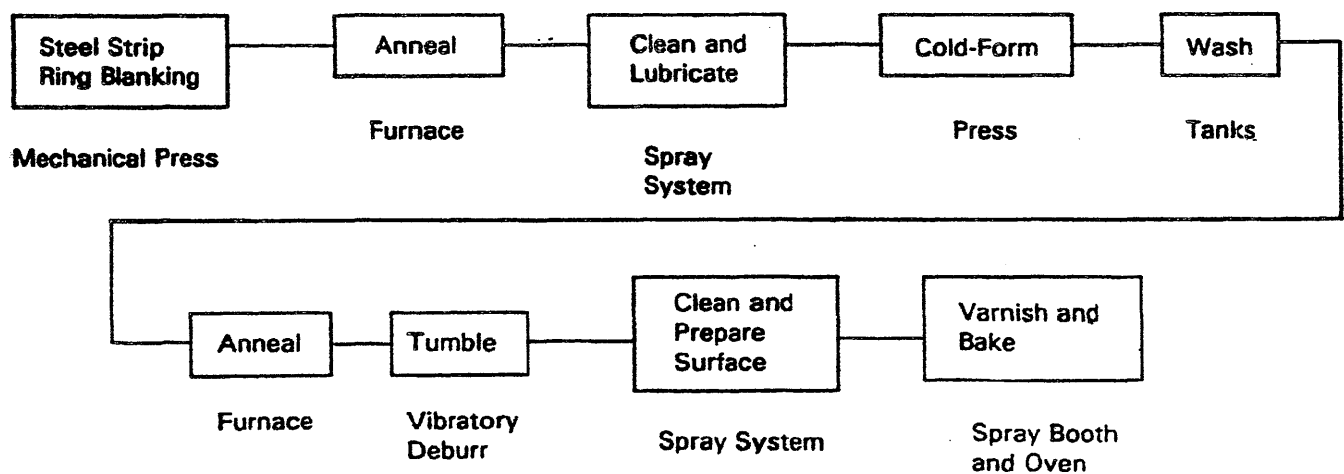 Steel Strip
Ring Blanking
Anneal
Clean and
Lubricate
Cold-Form
Wash
Mechanical Press
Furnace
Spray
System
Press
Tanks
Anneal
Tumble
Clean and
Prepare
Surface
Varnish and
Bake
Furnace
Vibratory
Deburr
Spray System
Spray Booth
and Oven